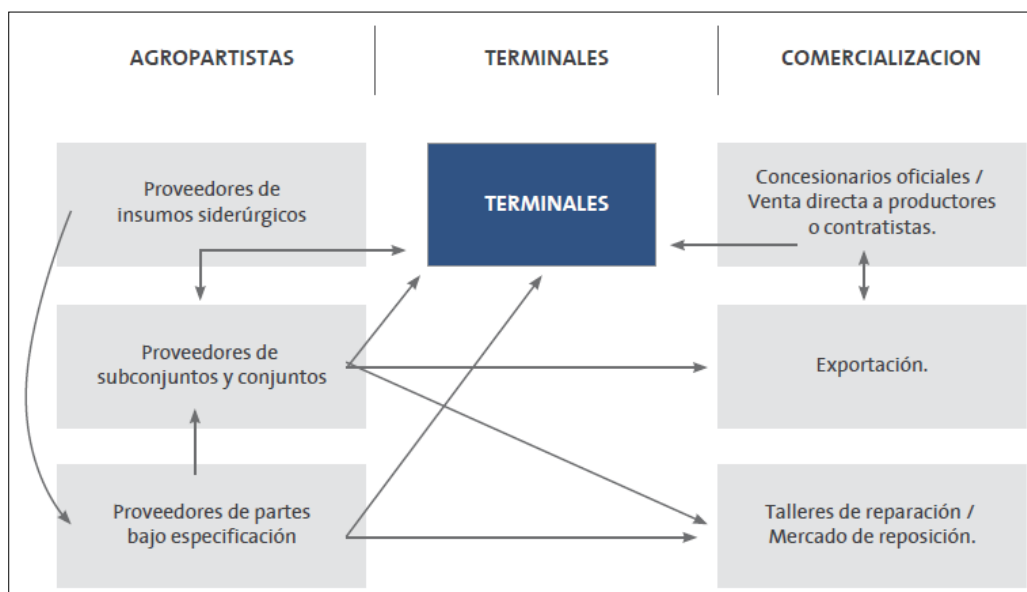 AGROPARTISTAS
TERMINALES
COMERCIALIZACION
Proveedores de
insumos siderúrgicos
TERMINALES
Concesionarios oficiales /
Venta directa a productores
o contratistas.
Proveedores de
subconjuntos y conjuntos
Exportación.
Proveedores de partes
bajo especificación
Talleres de reparación /
Mercado de reposición.